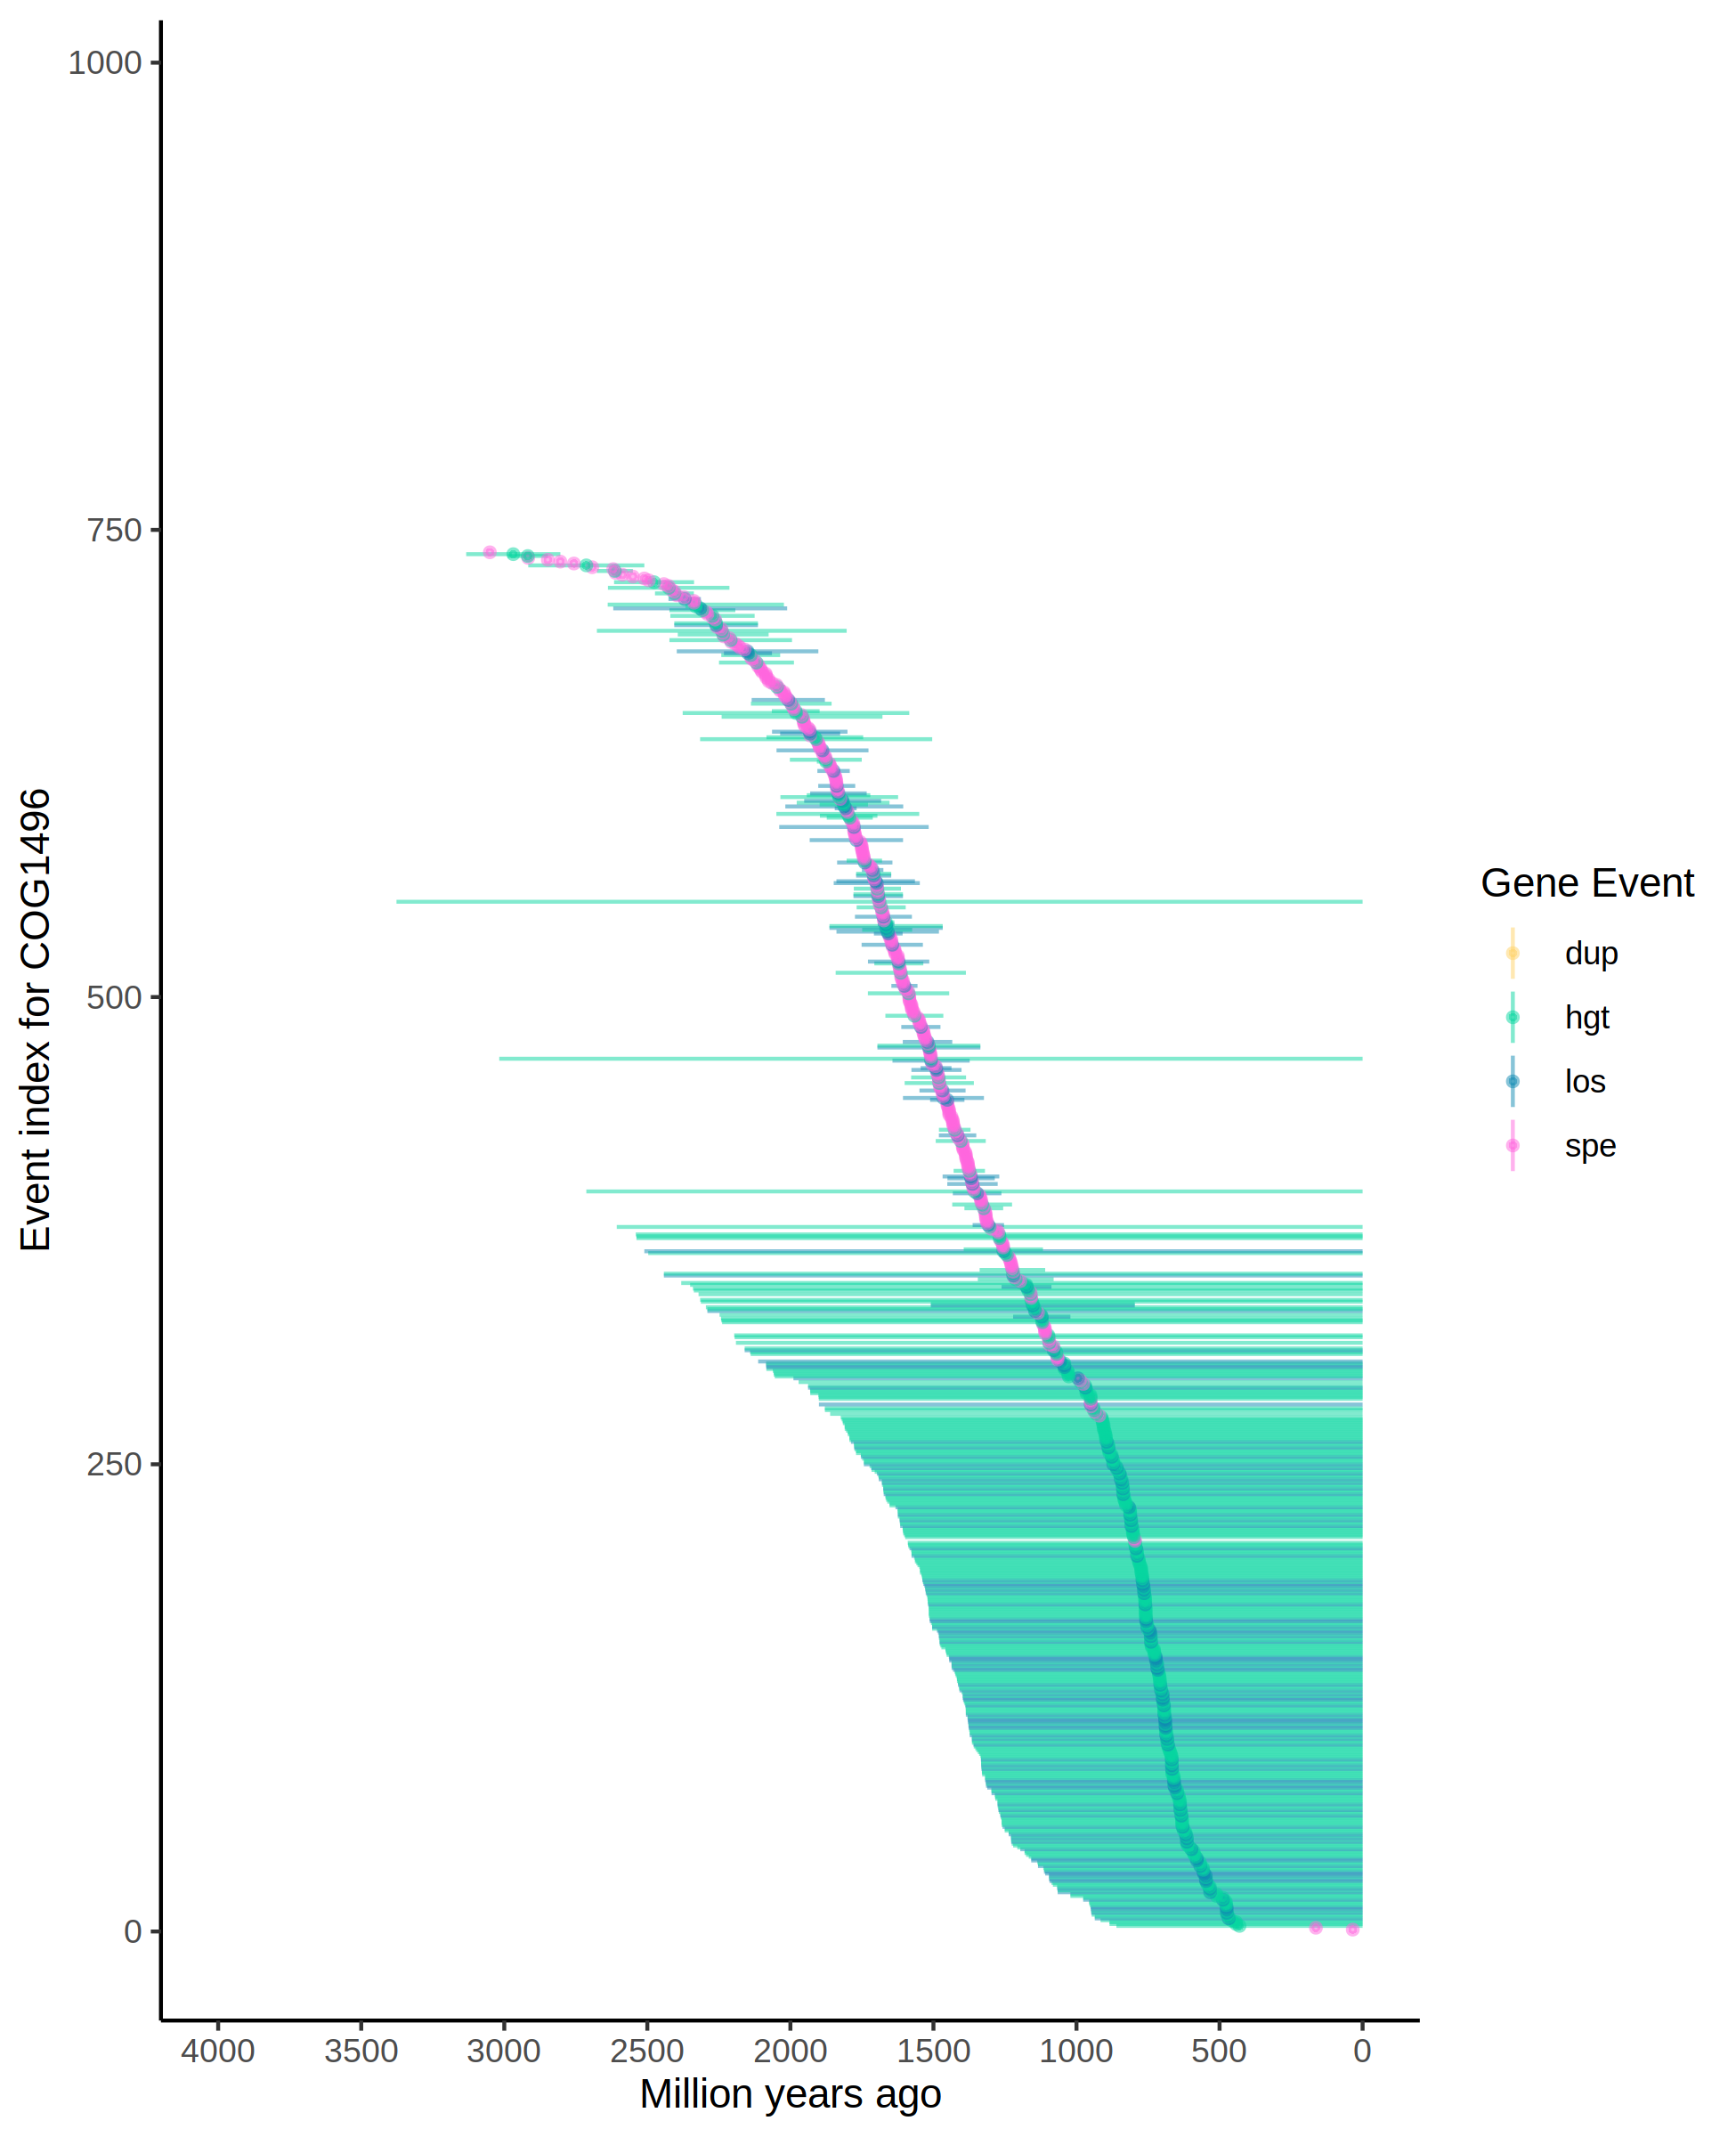 1000
750
500
250
0
Event index for COG1496
4000 3500 3000 2500 2000 1500 1000 500 0
Million years ago
Gene Event
dup
hgt
los
spe